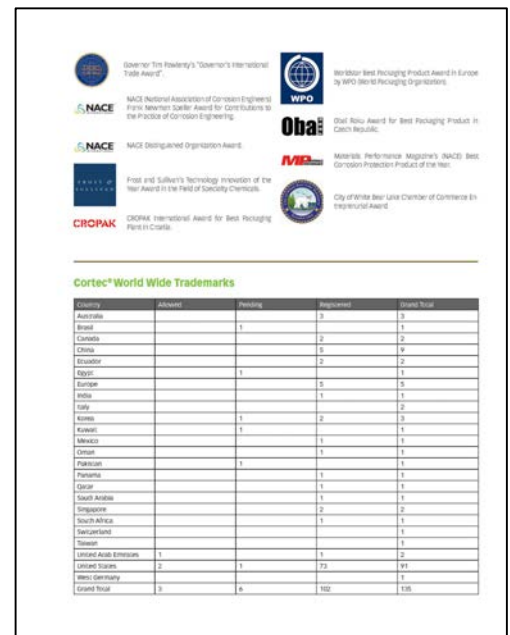 Governor Tim Pawlenty's "Governor's International
Trade Award".
NACE
NACE (National Association of Corrosion Engineers)
Frank Newman Speller Award for Contributions to
the Practice of Corrosion Engineering.
NACE
NACE Distinguished Organization Award.
FROST & SULLIVAN
Frost and Sullivan's Technology Innovation of the
Year Award in the Field of Specialty Chemicals.
CROPAK
CROPAK International Award for Best Packaging
Plant in Croatia.
WPO
Worldstar Best Packaging Product Award in Europe
by WPO (World Packaging Organization).
Oba
Obal Roku Award for Best Packaging Product in
Czech Republic.
MP
Materials Performance Magazine's (NACE) Best
Corrosion Protection Product of the Year.
City of White Bear Lake Chamber of Commerce En-
treprenurial Award
Cortec® World Wide Trademarks
Country Allowed Pending Registered Grand Total
Australia 3 3
Brasil 1 1
Canada 2 2
China 5 9
Ecuador 2 2
Egypt 1 1
Europe 5 5
India 1 1
Italy 2
Korea 1 2 3
Kuwait 1 1
Mexico 1 1
Oman 1 1
Pakistan 1 1
Panama 1 1
Qatar 1 1
Saudi Arabia 1 1
Singapore 2 2
South Africa 1 1
Switzerland 1
Taiwan 1
United Arab Emirates 1 1 2
United States 2 1 73 91
West Germany 1
Grand Total 3 6 102 135